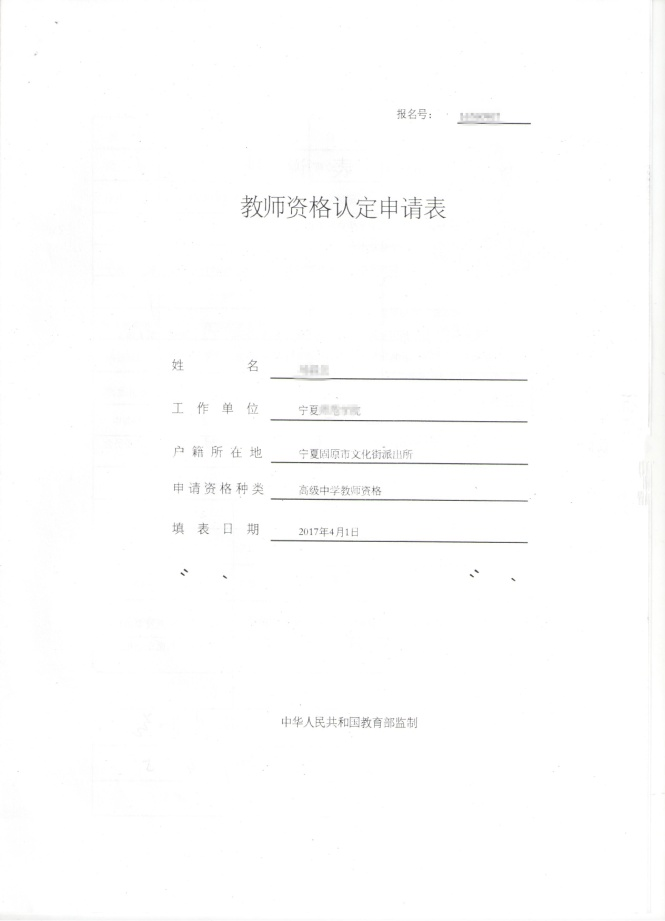 报名号：
教师资格认定申请表
姓 名
工 作 单 位 宁夏
户 籍 所 在 地 宁夏固原市文化街派出所
申 请 资 格 种 类 高级中学教师资格
填 表 日 期 2017年4月1日
中华人民共和国教育部监制